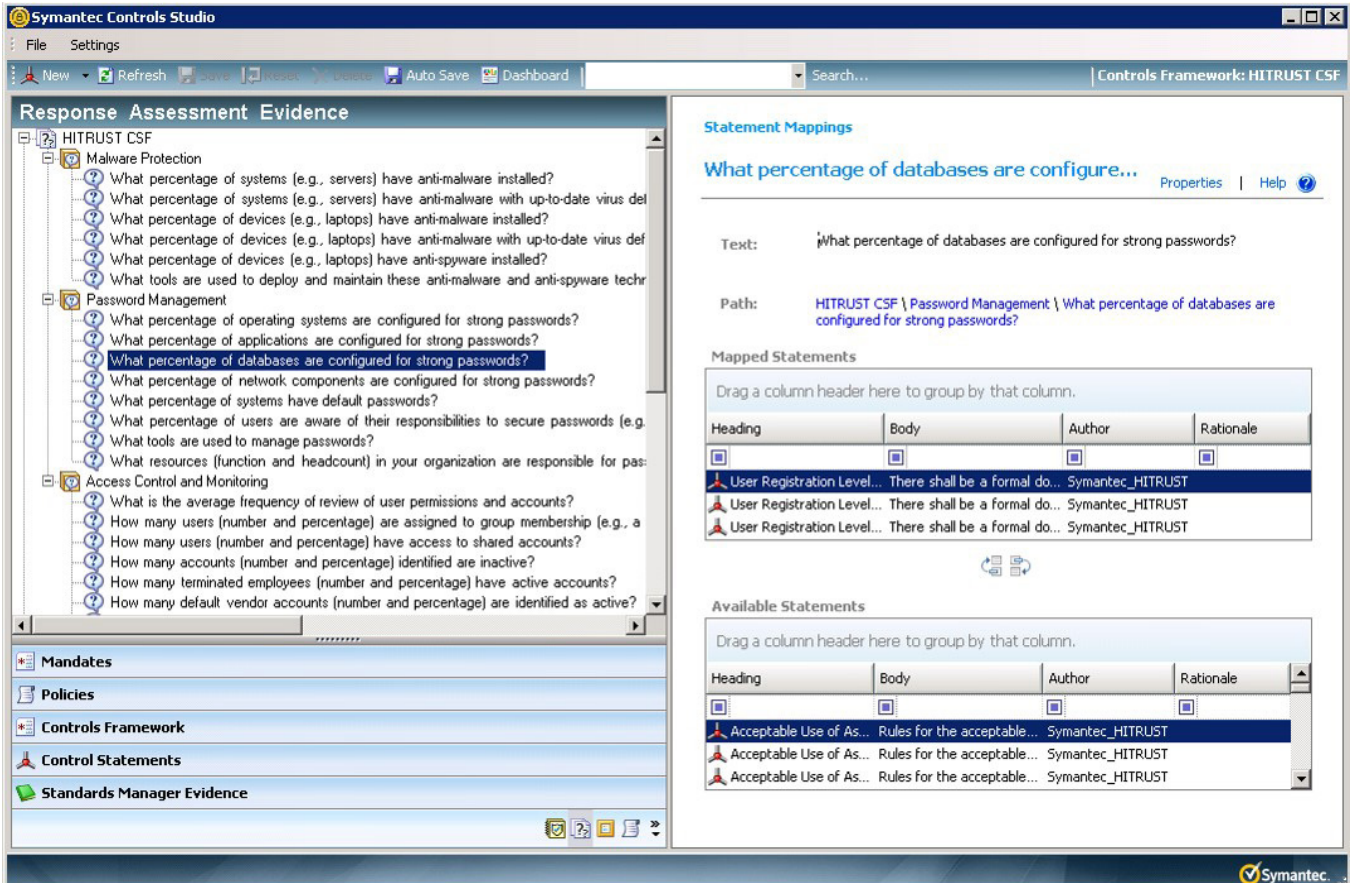 Symantec Controls Studio
File Settings
New Refresh Save Reset Delete Auto Save Dashboard Search... Controls Framework: HITRUST CSF
Response Assessment Evidence
HITRUST CSF
Malware Protection
What percentage of systems (e.g., servers) have anti-malware installed?
What percentage of systems (e.g., servers) have anti-malware with up-to-date virus def
What percentage of devices (e.g., laptops) have anti-malware installed?
What percentage of devices (e.g., laptops) have anti-malware with up-to-date virus def
What percentage of devices (e.g., laptops) have anti-spyware installed?
What tools are used to deploy and maintain these anti-malware and anti-spyware techr
Password Management
What percentage of operating systems are configured for strong passwords?
What percentage of applications are configured for strong passwords?
What percentage of databases are configured for strong passwords?
What percentage of network components are configured for strong passwords?
What percentage of systems have default passwords?
What percentage of users are aware of their responsibilities to secure passwords (e.g.
What tools are used to manage passwords?
What resources (function and headcount) in your organization are responsible for pas
Access Control and Monitoring
What is the average frequency of review of user permissions and accounts?
How many users (number and percentage) are assigned to group membership (e.g., a
How many users (number and percentage) have access to shared accounts?
How many accounts (number and percentage) identified are inactive?
How many terminated employees (number and percentage) have active accounts?
How many default vendor accounts (number and percentage) are identified as active?
Mandates
Policies
Controls Framework
Control Statements
Standards Manager Evidence
Statement Mappings
What percentage of databases are configure...
Properties | Help
Text: What percentage of databases are configured for strong passwords?
Path: HITRUST CSF \ Password Management \ What percentage of databases are
configured for strong passwords?
Mapped Statements
Drag a column header here to group by that column.
Heading Body Author Rationale
User Registration Level... There shall be a formal do... Symantec_HITRUST
User Registration Level... There shall be a formal do... Symantec_HITRUST
User Registration Level... There shall be a formal do... Symantec_HITRUST
Available Statements
Drag a column header here to group by that column.
Heading Body Author Rationale
Acceptable Use of As... Rules for the acceptable... Symantec_HITRUST
Acceptable Use of As... Rules for the acceptable... Symantec_HITRUST
Acceptable Use of As... Rules for the acceptable... Symantec_HITRUST
Symantec.